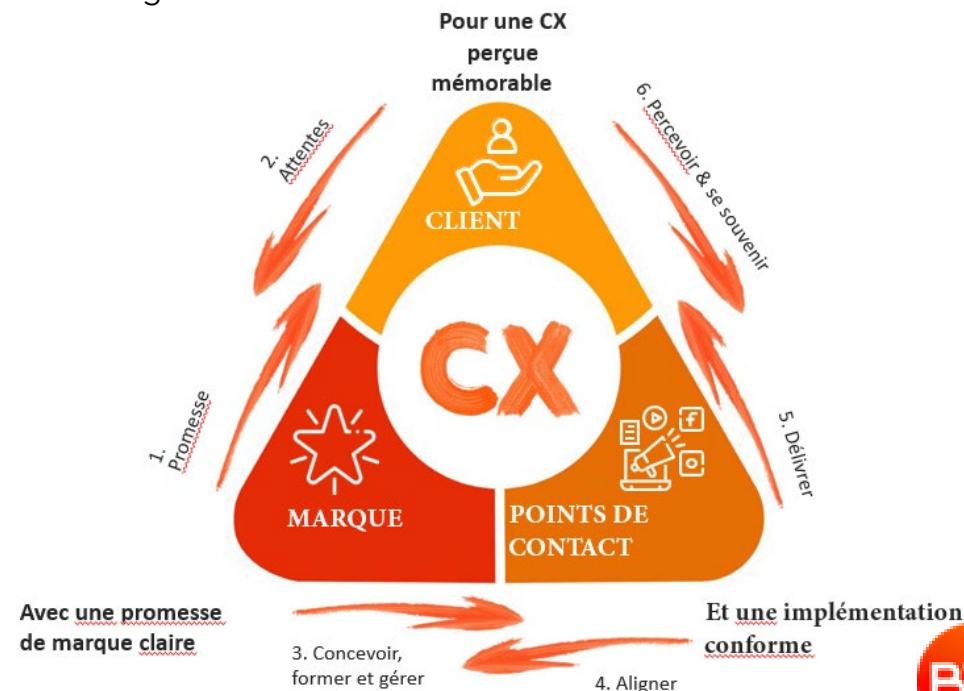 Pour une CX
perçue
mémorable
2.
Attentes
6. Percevoir & se souvenir
CLIENT
CX
1.
Promesse
5. Délivrer
MARQUE
POINTS DE
CONTACT
Avec une promesse
de marque claire
Et une implémentation
conforme
3. Concevoir,
former et gérer
4. Aligner